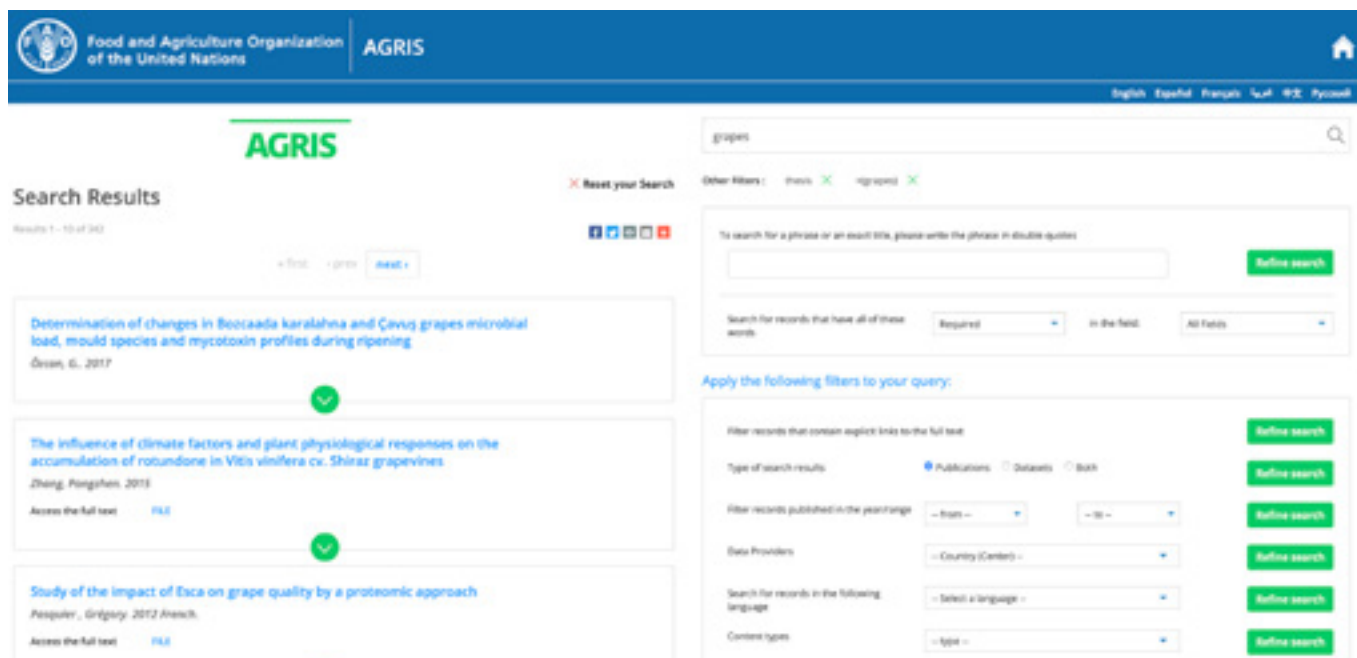 Food and Agriculture Organization
of the United Nations
AGRIS
English Español Français العربية 中文 Русский
AGRIS
grapes
Reset your Search
Other filters: thesis
Search Results
Results 1 - 10 of
« first ‹ prev next ›
To search for a phrase or an exact title, please write the phrase in double quotes
Refine search
Determination of changes in Bozcaada karalahna and Çavuş grapes microbial
load, mould species and mycotoxin profiles during ripening
Özcan, G.. 2017
Search for records that have all of these
words
Required
in the field:
All Fields
Apply the following filters to your query:
The influence of climate factors and plant physiological responses on the
accumulation of rotundone in Vitis vinifera cv. Shiraz grapevines
Zhang, Pangzhen. 2015
Access the full text FILE
Filter records that contain explicit links to the full text
Refine search
Type of search results
Publications Datasets Both
Refine search
Filter records published in the year/range
-- from --
-- to --
Refine search
Data Providers
-- Country (Center) --
Refine search
Study of the impact of Esca on grape quality by a proteomic approach
Pasquier , Grégory. 2012 French.
Access the full text FILE
Search for records in the following
language
-- Select a language --
Refine search
Content types
-- type --
Refine search